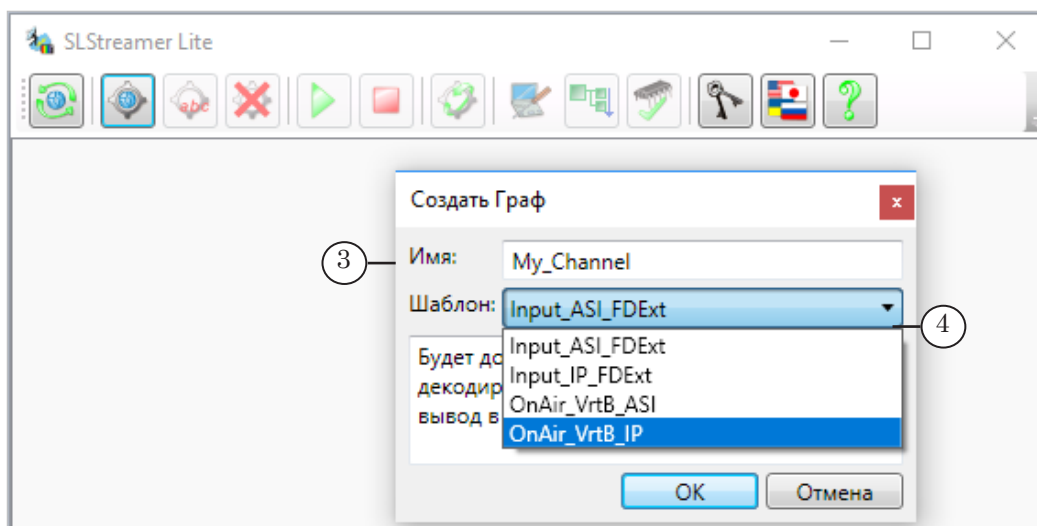 SLStreamer Lite
abc
Создать Граф
x
3
Имя:
My_Channel
Шаблон:
Input_ASI_FDExt
4
Input_ASI_FDExt
Input_IP_FDExt
OnAir_VrtB_ASI
OnAir_VrtB_IP
Будет до
декодир
вывод в
OK
Отмена